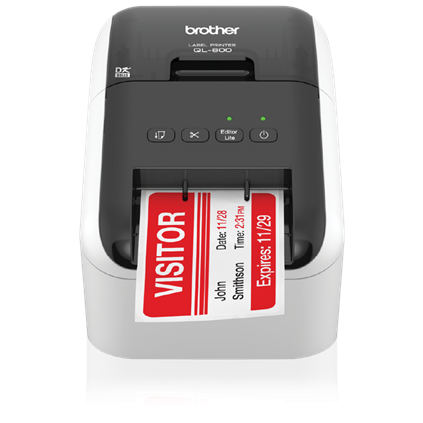 brother
LABEL PRINTER
QL-800
DK
Editor
Lite
VISITOR
Date: 11/28
Time: 2:31PM
John
Smithson
Expires: 11/29